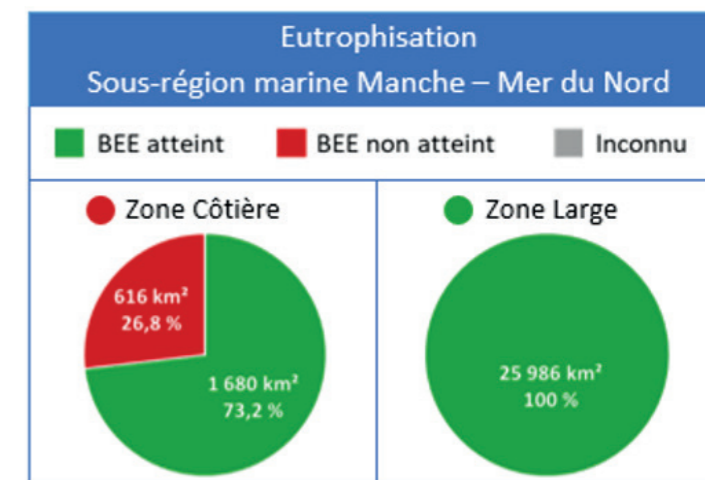 Eutrophisation
Sous-région marine Manche – Mer du Nord
BEE atteint
BEE non atteint
Inconnu
Zone Côtière
616 km²
26,8 %
1 680 km²
73,2 %
Zone Large
25 986 km²
100 %